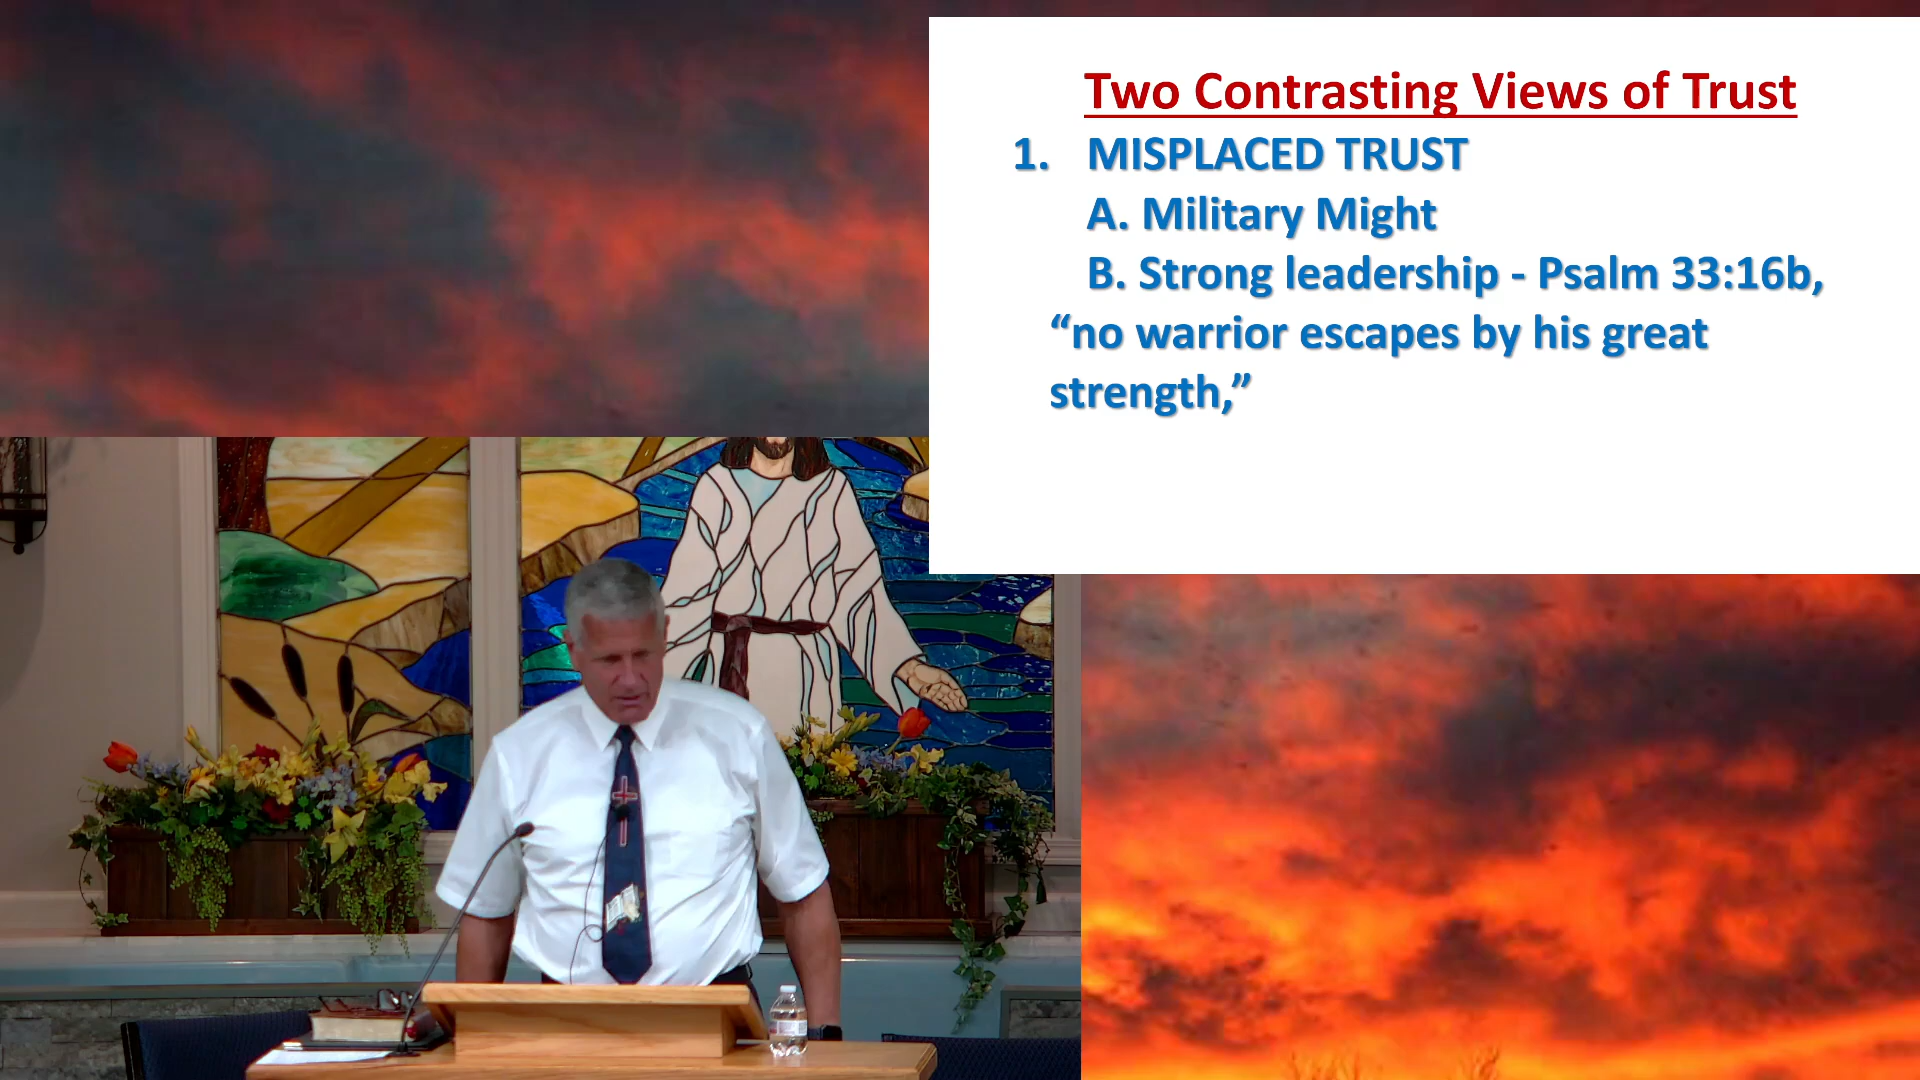 Two Contrasting Views of Trust
1. MISPLACED TRUST
A. Military Might
B. Strong leadership - Psalm 33:16b,
“no warrior escapes by his great
strength,”